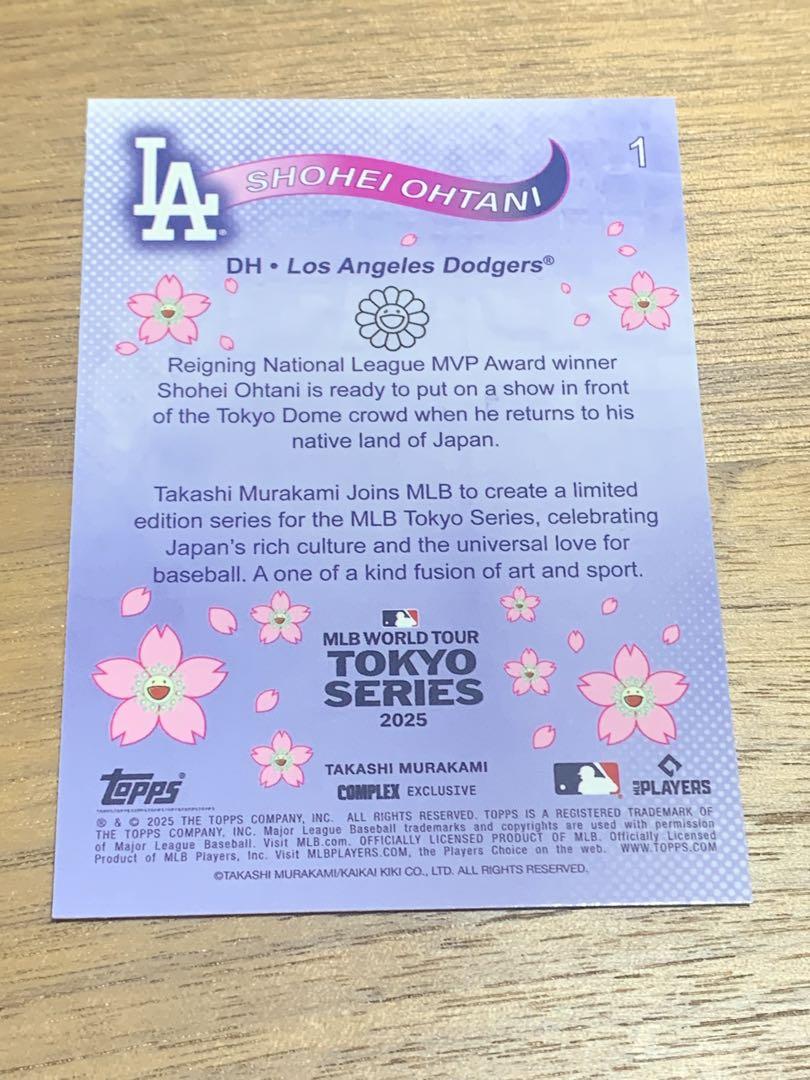 LA
SHOHEI OHTANI
1
DH • Los Angeles Dodgers®
Reigning National League MVP Award winner
Shohei Ohtani is ready to put on a show in front
of the Tokyo Dome crowd when he returns to his
native land of Japan.
Takashi Murakami Joins MLB to create a limited
edition series for the MLB Tokyo Series, celebrating
Japan's rich culture and the universal love for
baseball. A one of a kind fusion of art and sport.
MLB WORLD TOUR
TOKYO
SERIES
2025
TAKASHI MURAKAMI
COMPLEX EXCLUSIVE
Topps®
MLB PLAYERS
® & © 2025 THE TOPPS COMPANY, INC. ALL RIGHTS RESERVED. TOPPS IS A REGISTERED TRADEMARK OF
THE TOPPS COMPANY, INC. Major League Baseball trademarks and copyrights are used with permission
of Major League Baseball. Visit MLB.com. OFFICIALLY LICENSED PRODUCT OF MLB. Officially Licensed
Product of MLB Players, Inc. Visit MLBPLAYERS.COM, the Players Choice on the web. WWW.TOPPS.COM
©TAKASHI MURAKAMI/KAIKAI KIKI CO., LTD. ALL RIGHTS RESERVED.